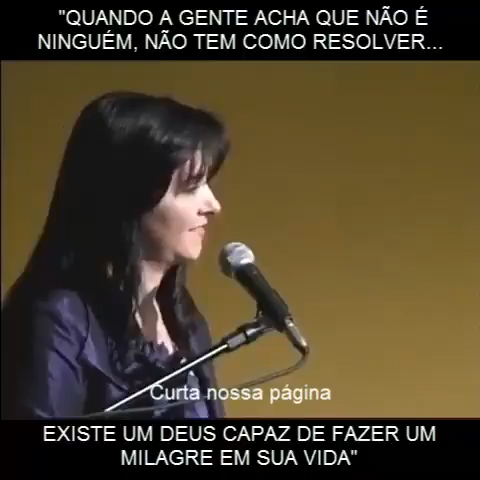 "QUANDO A GENTE ACHA QUE NÃO É
NINGUÉM, NÃO TEM COMO RESOLVER...
Curta nossa página
EXISTE UM DEUS CAPAZ DE FAZER UM
MILAGRE EM SUA VIDA"